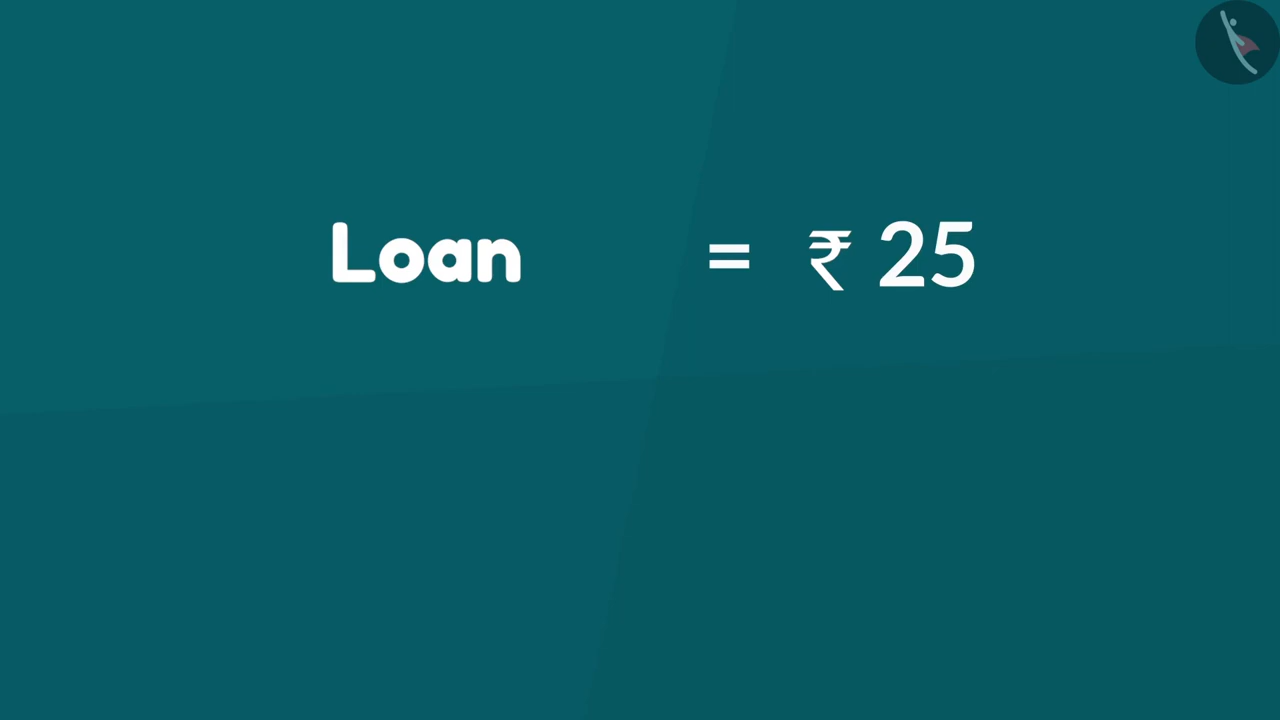 Loan = ₹ 25